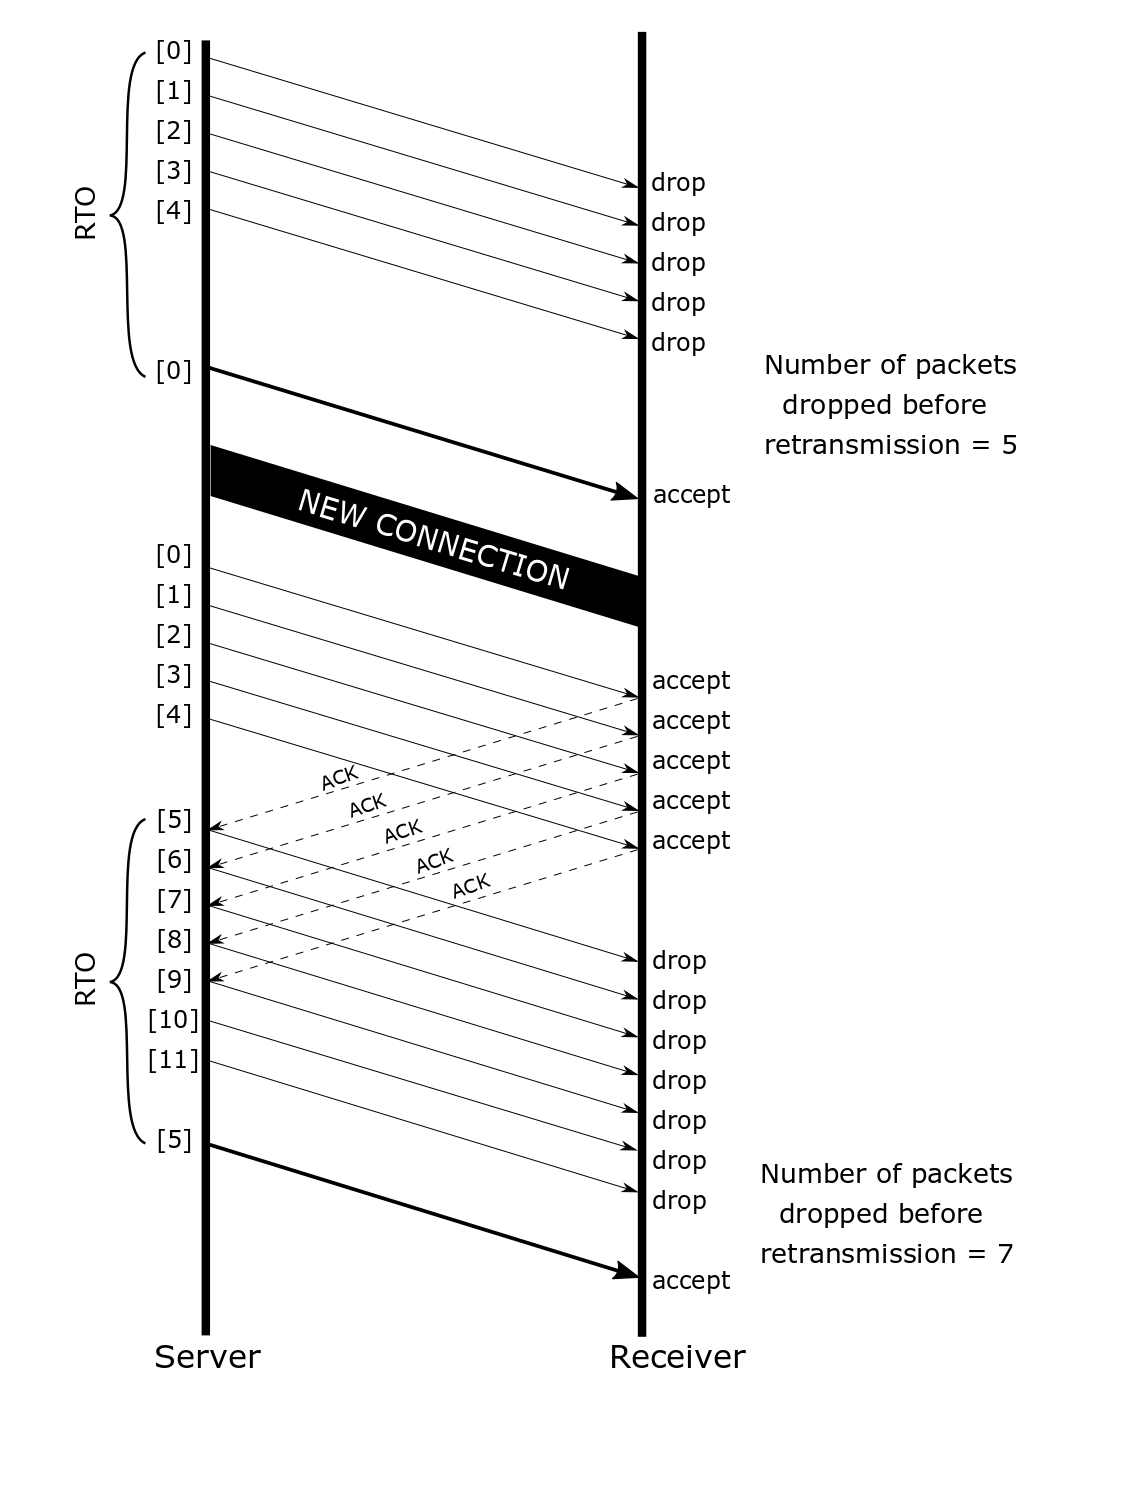 [0]
[1]
[2]
[3]
[4]
RTO
[0]
drop
drop
drop
drop
drop
Number of packets
dropped before
retransmission = 5
accept
NEW CONNECTION
[0]
[1]
[2]
[3]
[4]
accept
accept
accept
accept
accept
ACK
ACK
ACK
ACK
ACK
[5]
[6]
[7]
[8]
[9]
[10]
[11]
RTO
[5]
drop
drop
drop
drop
drop
drop
drop
Number of packets
dropped before
retransmission = 7
accept
Server
Receiver